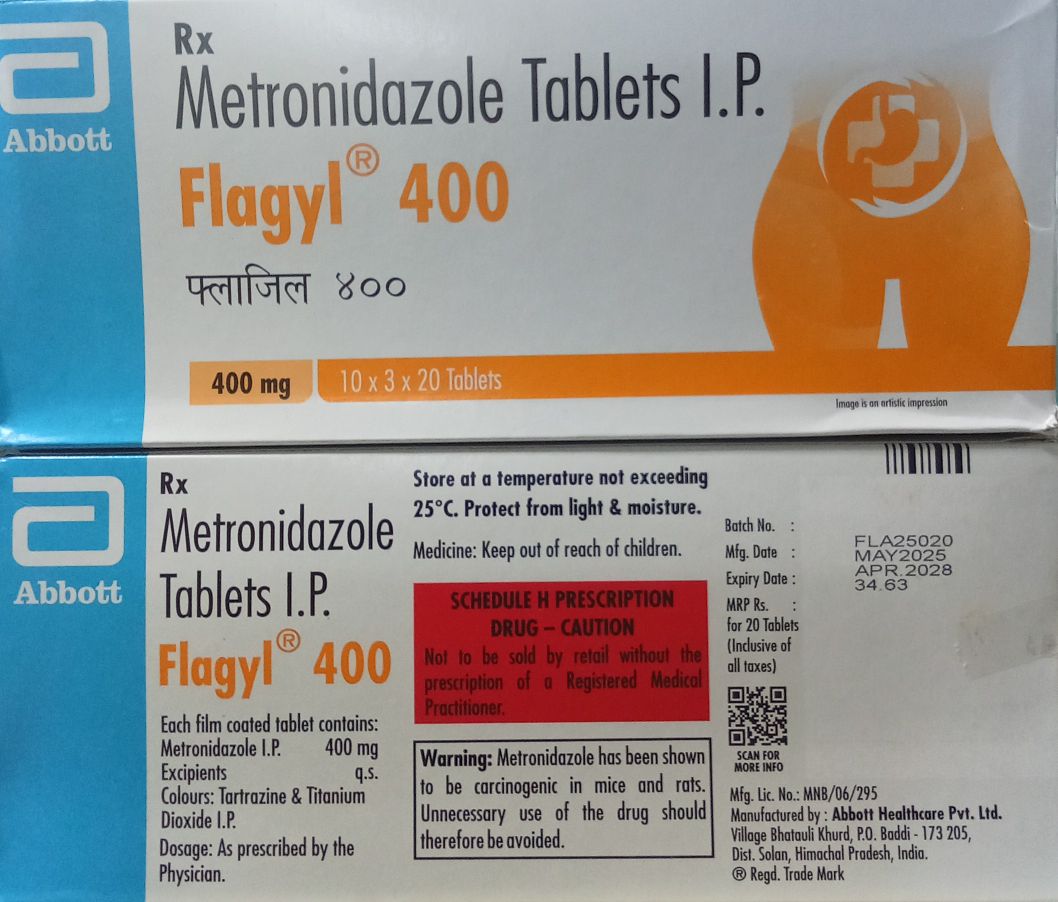 Abbott
Rx
Metronidazole Tablets I.P.
Flagyl® 400
फ्लाजिल ४००
400 mg
10 x 3 x 20 Tablets
Image is an artistic impression
Abbott
Rx
Metronidazole
Tablets I.P.
Flagyl® 400
Each film coated tablet contains:
Metronidazole I.P. 400 mg
Excipients q.s.
Colours: Tartrazine & Titanium
Dioxide I.P.
Dosage: As prescribed by the
Physician.
Store at a temperature not exceeding
25°C. Protect from light & moisture.
Medicine: Keep out of reach of children.
SCHEDULE H PRESCRIPTION
DRUG – CAUTION
Not to be sold by retail without the
prescription of a Registered Medical
Practitioner.
Warning: Metronidazole has been shown
to be carcinogenic in mice and rats.
Unnecessary use of the drug should
therefore be avoided.
Batch No. :
Mfg. Date :
Expiry Date :
MRP Rs. :
for 20 Tablets
(Inclusive of
all taxes)
FLA25020
MAY2025
APR.2028
34.63
SCAN FOR
MORE INFO
Mfg. Lic. No.: MNB/06/295
Manufactured by : Abbott Healthcare Pvt. Ltd.
Village Bhatauli Khurd, P.O. Baddi - 173 205,
Dist. Solan, Himachal Pradesh, India.
® Regd. Trade Mark